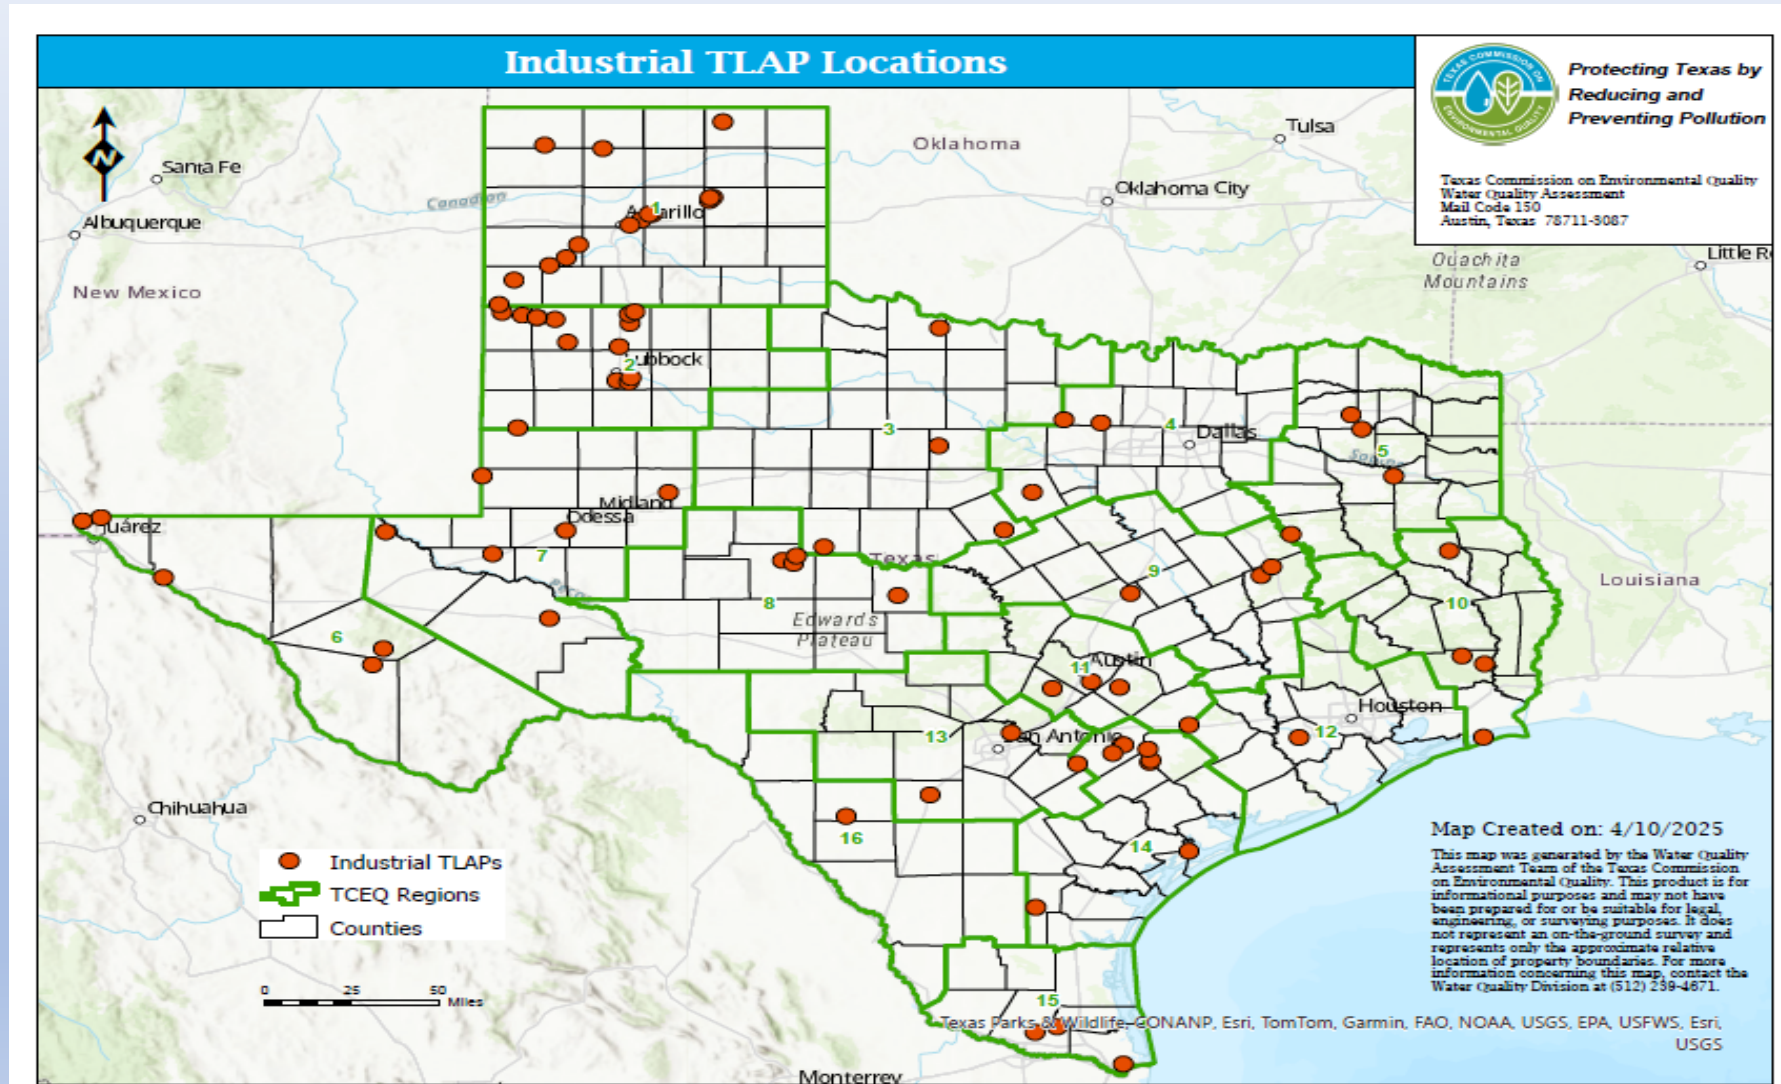 Industrial TLAP Locations
TEXAS COMMISSION ON
ENVIRONMENTAL QUALITY
Protecting Texas by
Reducing and
Preventing Pollution
Texas Commission on Environmental Quality
Water Quality Assessment
Mail Code 150
Austin, Texas 78711-3087
N
Santa Fe
Albuquerque
New Mexico
Canadian
Oklahoma
Tulsa
Oklahoma City
Ouachita
Mountains
Little R
1
2
3
4
Dallas
5
Midland
Odessa
7
Texas
8
Edwards
Plateau
6
9
10
Louisiana
11
Austin
Houston
12
13
16
14
15
Chihuahua
Monterrey
Industrial TLAPs
TCEQ Regions
Counties
0 25 50
Miles
Map Created on: 4/10/2025
This map was generated by the Water Quality
Assessment Team of the Texas Commission
on Environmental Quality. This product is for
informational purposes and may not have
been prepared for or be suitable for legal,
engineering, or surveying purposes. It does
not represent an on-the-ground survey and
represents only the approximate relative
location of property boundaries. For more
information concerning this map, contact the
Water Quality Division at (512) 239-4671.
Texas Parks & Wildlife, CONANP, Esri, TomTom, Garmin, FAO, NOAA, USGS, EPA, USFWS, Esri,
USGS